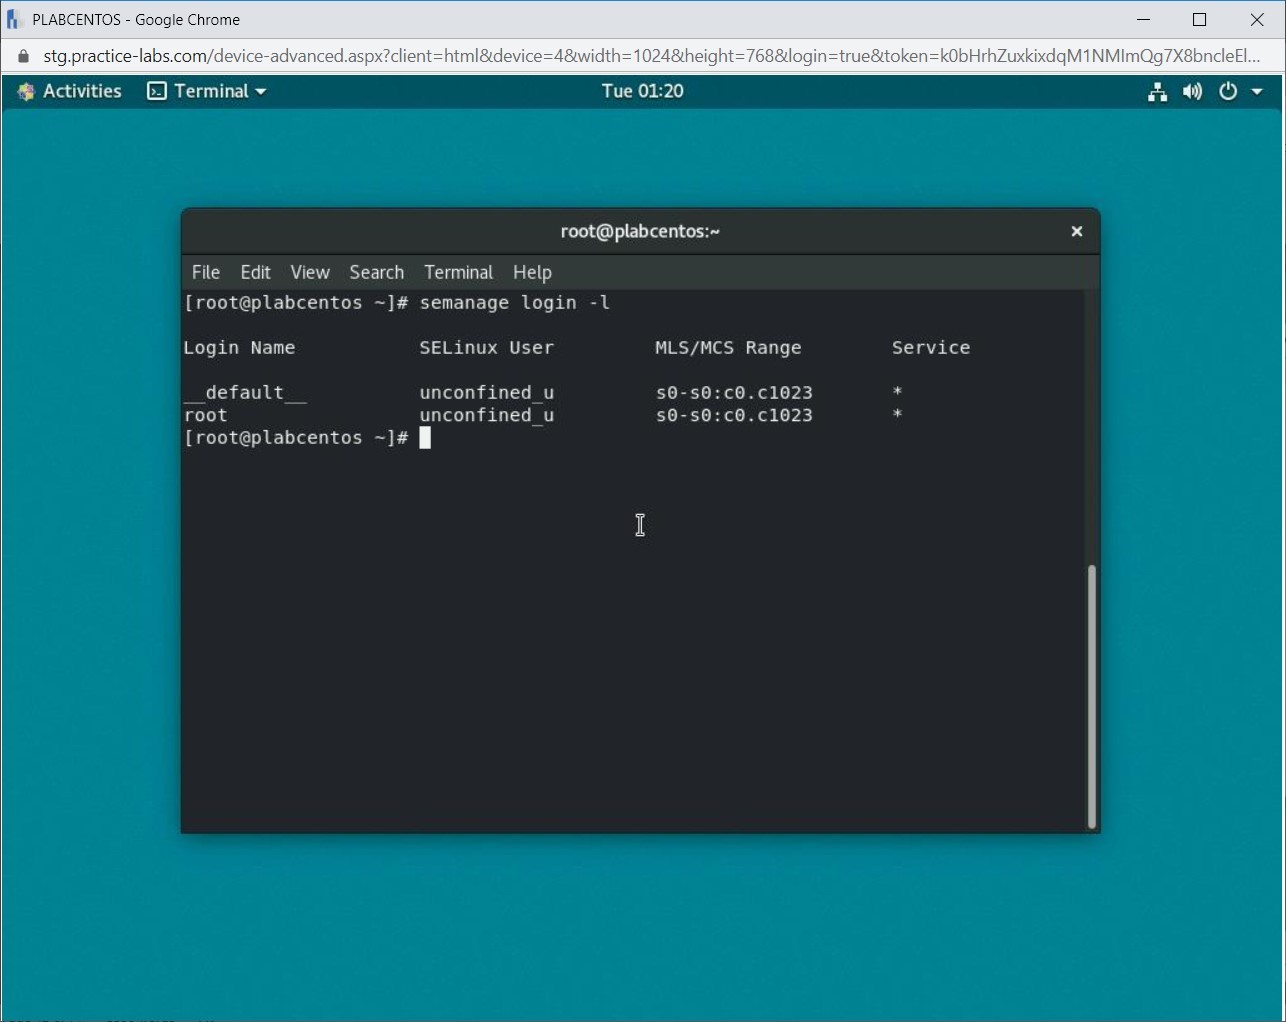 PLABCENTOS - Google Chrome
stg.practice-labs.com/device-advanced.aspx?client=html&device=4&width=1024&height=768&login=true&token=k0bHrhZuxkixdqM1NMImQg7X8bncleEl...
Activities Terminal Tue 01:20
root@plabcentos:~
File Edit View Search Terminal Help
[root@plabcentos ~]# semanage login -l
Login Name SELinux User MLS/MCS Range Service
__default__ unconfined_u s0-s0:c0.c1023 *
root unconfined_u s0-s0:c0.c1023 *
[root@plabcentos ~]#